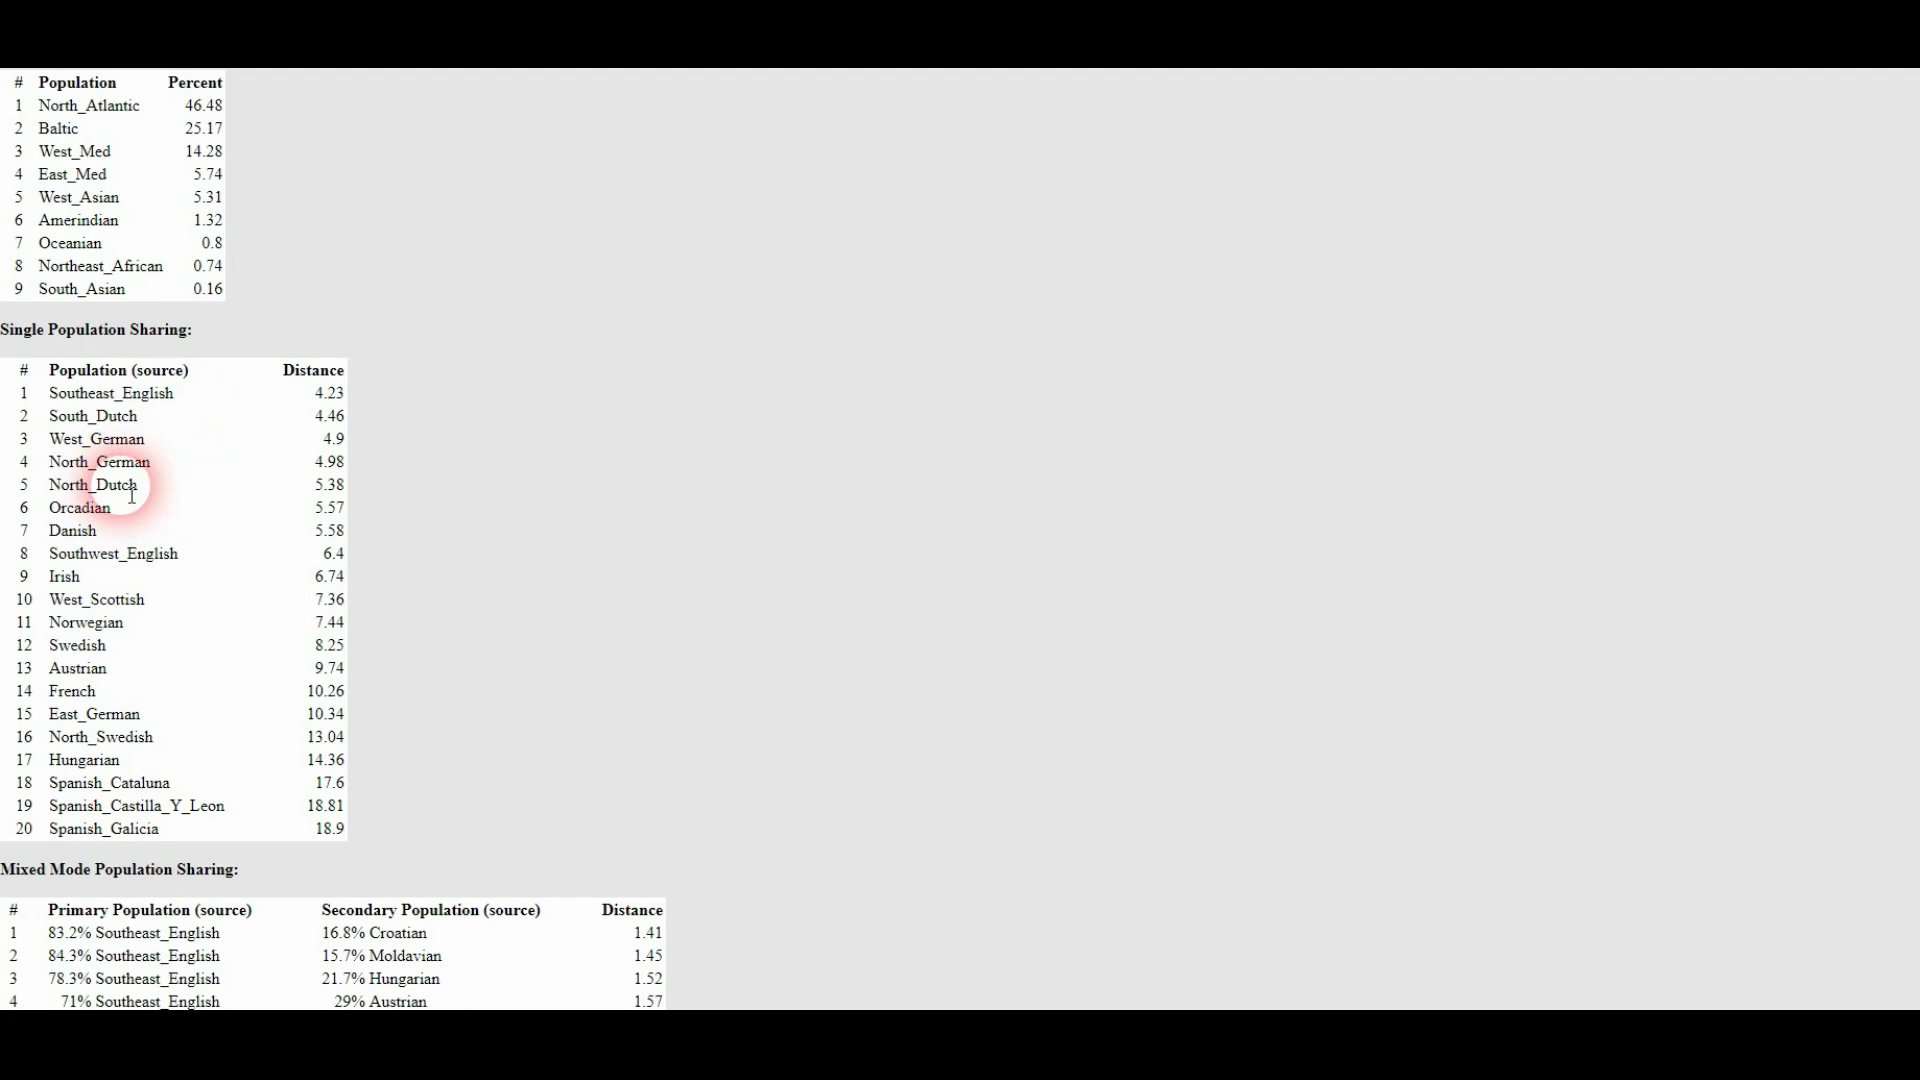 # Population Percent
1 North_Atlantic 46.48
2 Baltic 25.17
3 West_Med 14.28
4 East_Med 5.74
5 West_Asian 5.31
6 Amerindian 1.32
7 Oceanian 0.8
8 Northeast_African 0.74
9 South_Asian 0.16
Single Population Sharing:
# Population (source) Distance
1 Southeast_English 4.23
2 South_Dutch 4.46
3 West_German 4.9
4 North_German 4.98
5 North_Dutch 5.38
6 Orcadian 5.57
7 Danish 5.58
8 Southwest_English 6.4
9 Irish 6.74
10 West_Scottish 7.36
11 Norwegian 7.44
12 Swedish 8.25
13 Austrian 9.74
14 French 10.26
15 East_German 10.34
16 North_Swedish 13.04
17 Hungarian 14.36
18 Spanish_Cataluna 17.6
19 Spanish_Castilla_Y_Leon 18.81
20 Spanish_Galicia 18.9
Mixed Mode Population Sharing:
# Primary Population (source) Secondary Population (source) Distance
1 83.2% Southeast_English 16.8% Croatian 1.41
2 84.3% Southeast_English 15.7% Moldavian 1.45
3 78.3% Southeast_English 21.7% Hungarian 1.52
4 71% Southeast_English 29% Austrian 1.57